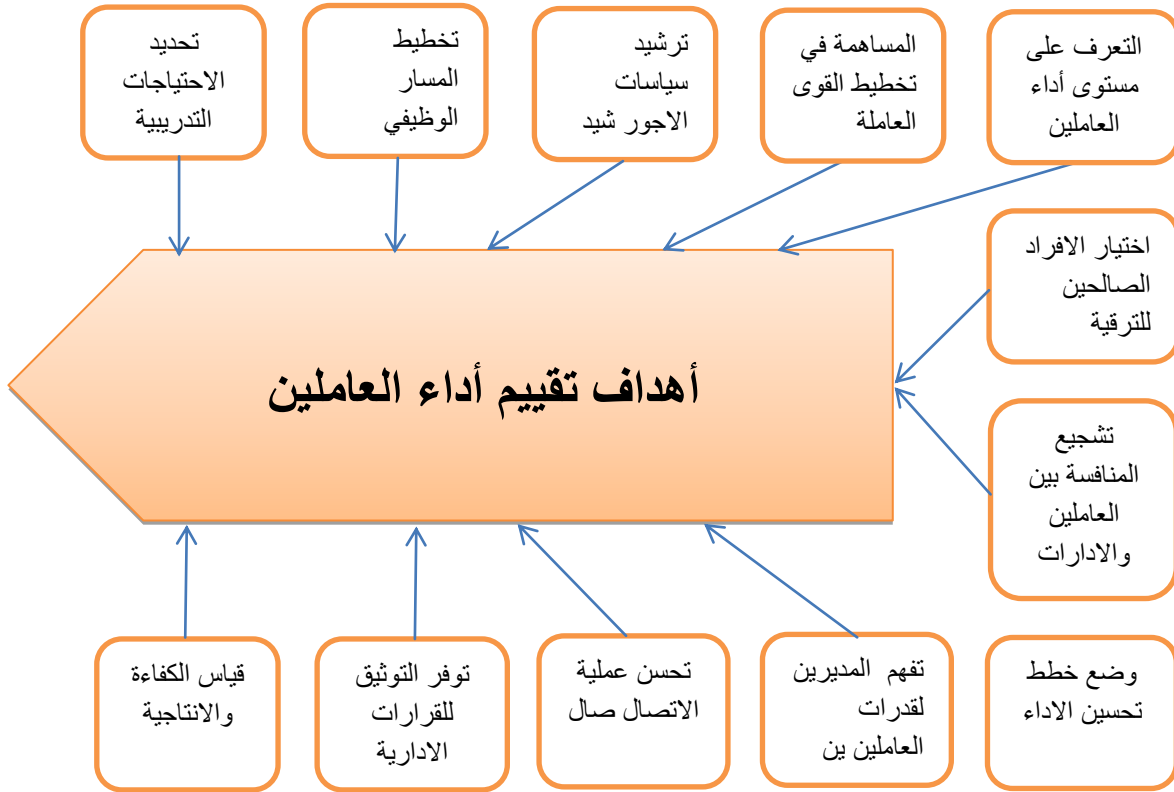 التعرف على
مستوى أداء
العاملين
المساهمة في
تخطيط القوى
العاملة
ترشيد
سياسات
الاجور شيد
تخطيط
المسار
الوظيفي
تحديد
الاحتياجات
التدريبية
اختيار الافراد
الصالحين
للترقية
أهداف تقييم أداء العاملين
تشجيع
المنافسة بين
العاملين
والادارات
وضع خطط
تحسين الاداء
تفهم المديرين
لقدرات
العاملين ين
تحسن عملية
الاتصال صال
توفر التوثيق
للقرارات
الادارية
قياس الكفاءة
والانتاجية